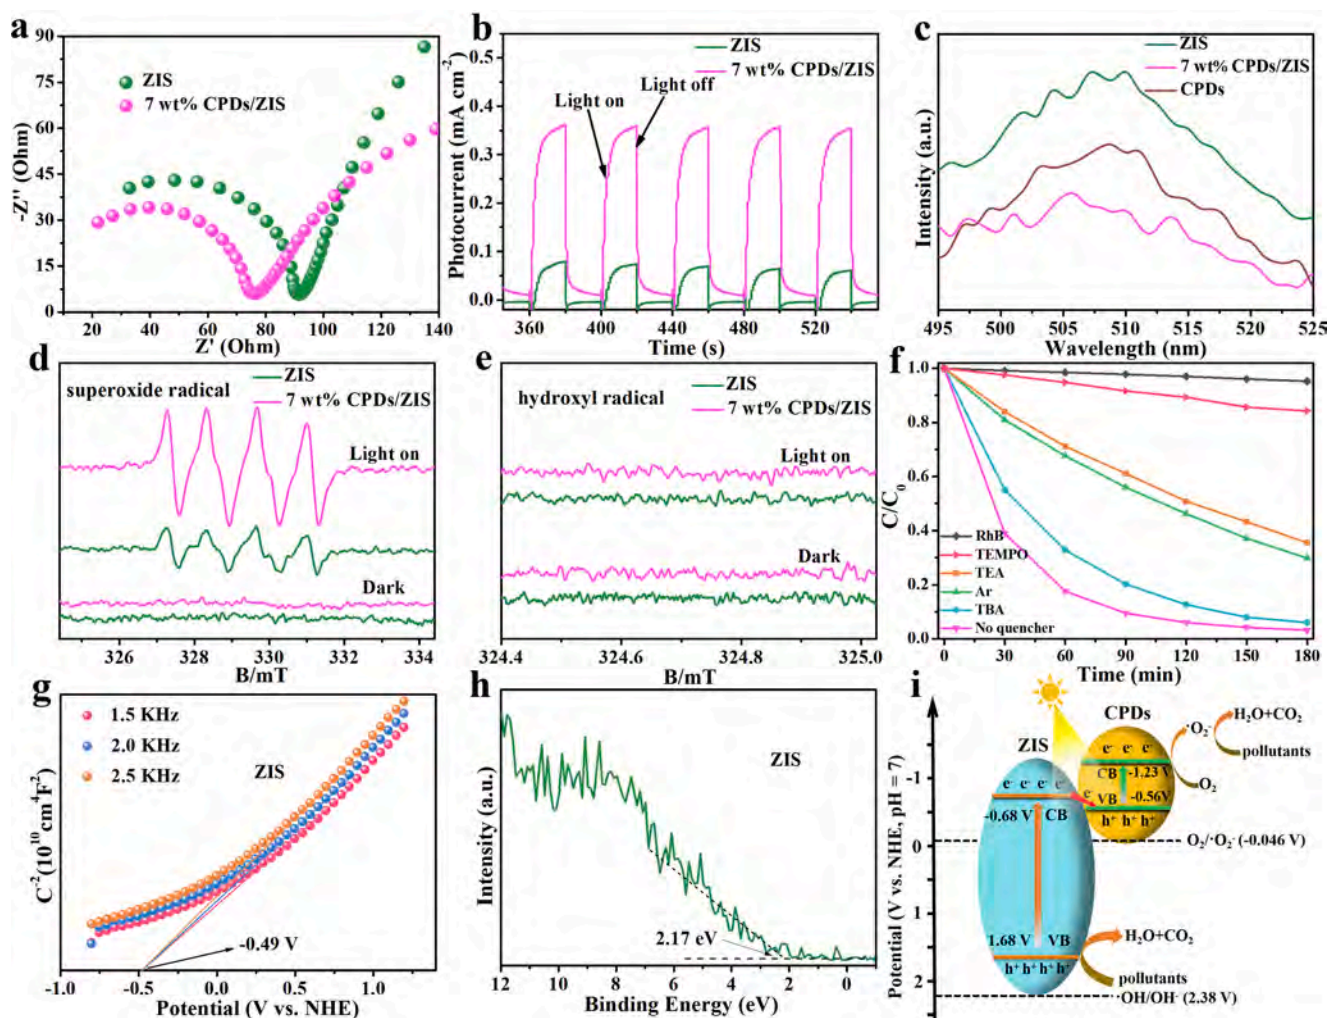 a
90
75
60
45
30
15
0
-Z'' (Ohm)
ZIS
7 wt% CPDs/ZIS
20 40 60 80 100 120 140
Z' (Ohm)
b
0.5
0.4
0.3
0.2
0.1
0.0
Photocurrrent (mA cm-2)
ZIS
7 wt% CPDs/ZIS
Light on
Light off
360 400 440 480 520
Time (s)
c
Intensity (a.u.)
ZIS
7 wt% CPDs/ZIS
CPDs
495 500 505 510 515 520 525
Wavelength (nm)
d
superoxide radical
ZIS
7 wt% CPDs/ZIS
Light on
Dark
326 328 330 332 334
B/mT
e
hydroxyl radical
ZIS
7 wt% CPDs/ZIS
Light on
Dark
324.4 324.6 324.8 325.0
B/mT
f
1.0
0.8
0.6
0.4
0.2
0.0
C/C0
RhB
TEMPO
TEA
Ar
TBA
No quencher
0 30 60 90 120 150 180
Time (min)
g
C-2 (1010 cm4F2)
1.5 KHz
2.0 KHz
2.5 KHz
ZIS
-0.49 V
-1.0 -0.5 0.0 0.5 1.0
Potential (V vs. NHE)
h
Intensity (a.u.)
ZIS
2.17 eV
12 10 8 6 4 2 0
Binding Energy (eV)
i
Potential (V vs. NHE, pH = 7)
-1
0
1
2
ZIS
e- e- e- e-
-0.68 V CB
1.68 V VB
h+ h+ h+ h+
CPDs
e- e- e-
CB -1.23 V
e- VB -0.56V
h+ h+ h+
·O2-
H2O+CO2
pollutants
O2
O2/·O2- (-0.046 V)
H2O+CO2
pollutants
·OH/OH- (2.38 V)